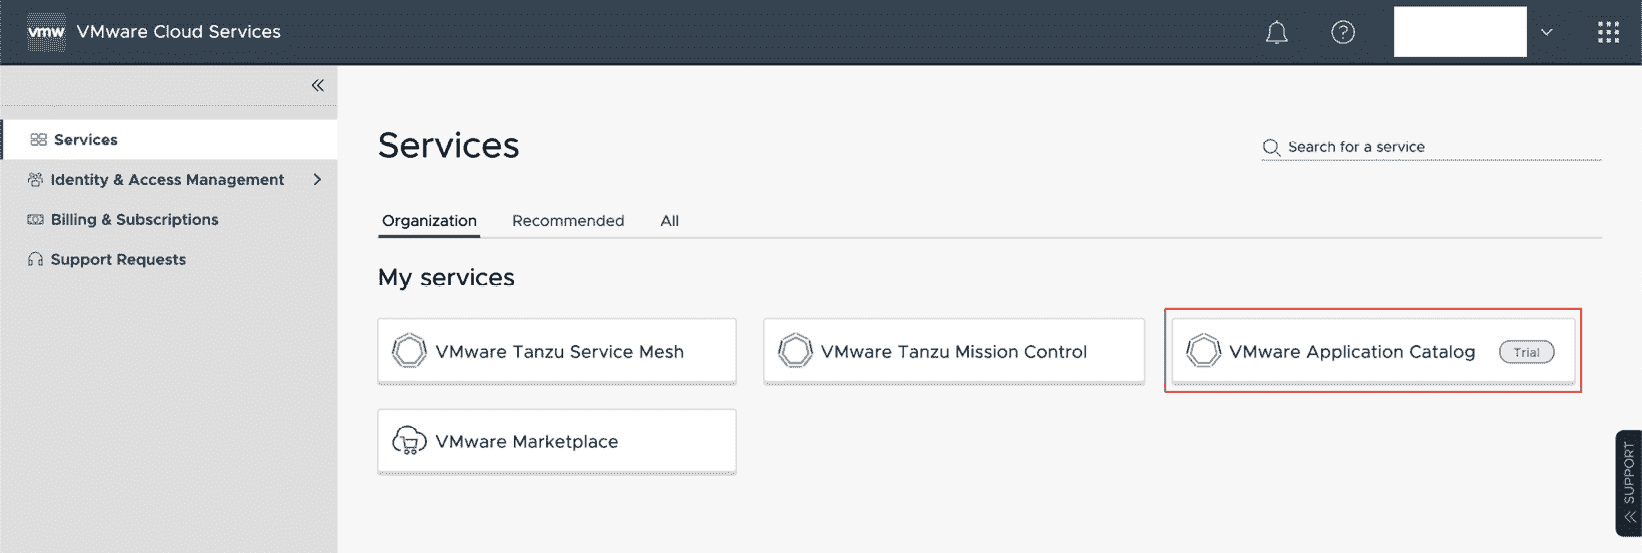 vmw VMware Cloud Services
Services
Identity & Access Management
Billing & Subscriptions
Support Requests
Services
Search for a service
Organization Recommended All
My services
VMware Tanzu Service Mesh
VMware Tanzu Mission Control
VMware Application Catalog Trial
VMware Marketplace
SUPPORT